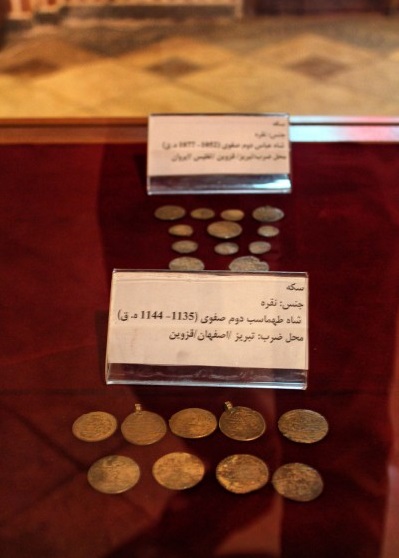 سکه
جنس: نقره
شاه عباس دوم صفوی (1052- 1077 ه. ق)
محل ضرب: تبریز/ قزوین /تفلیس /ایروان
سکه
جنس: نقره
شاه طهماسب دوم صفوی (1135- 1144 ه. ق)
محل ضرب: تبریز /اصفهان/قزوین